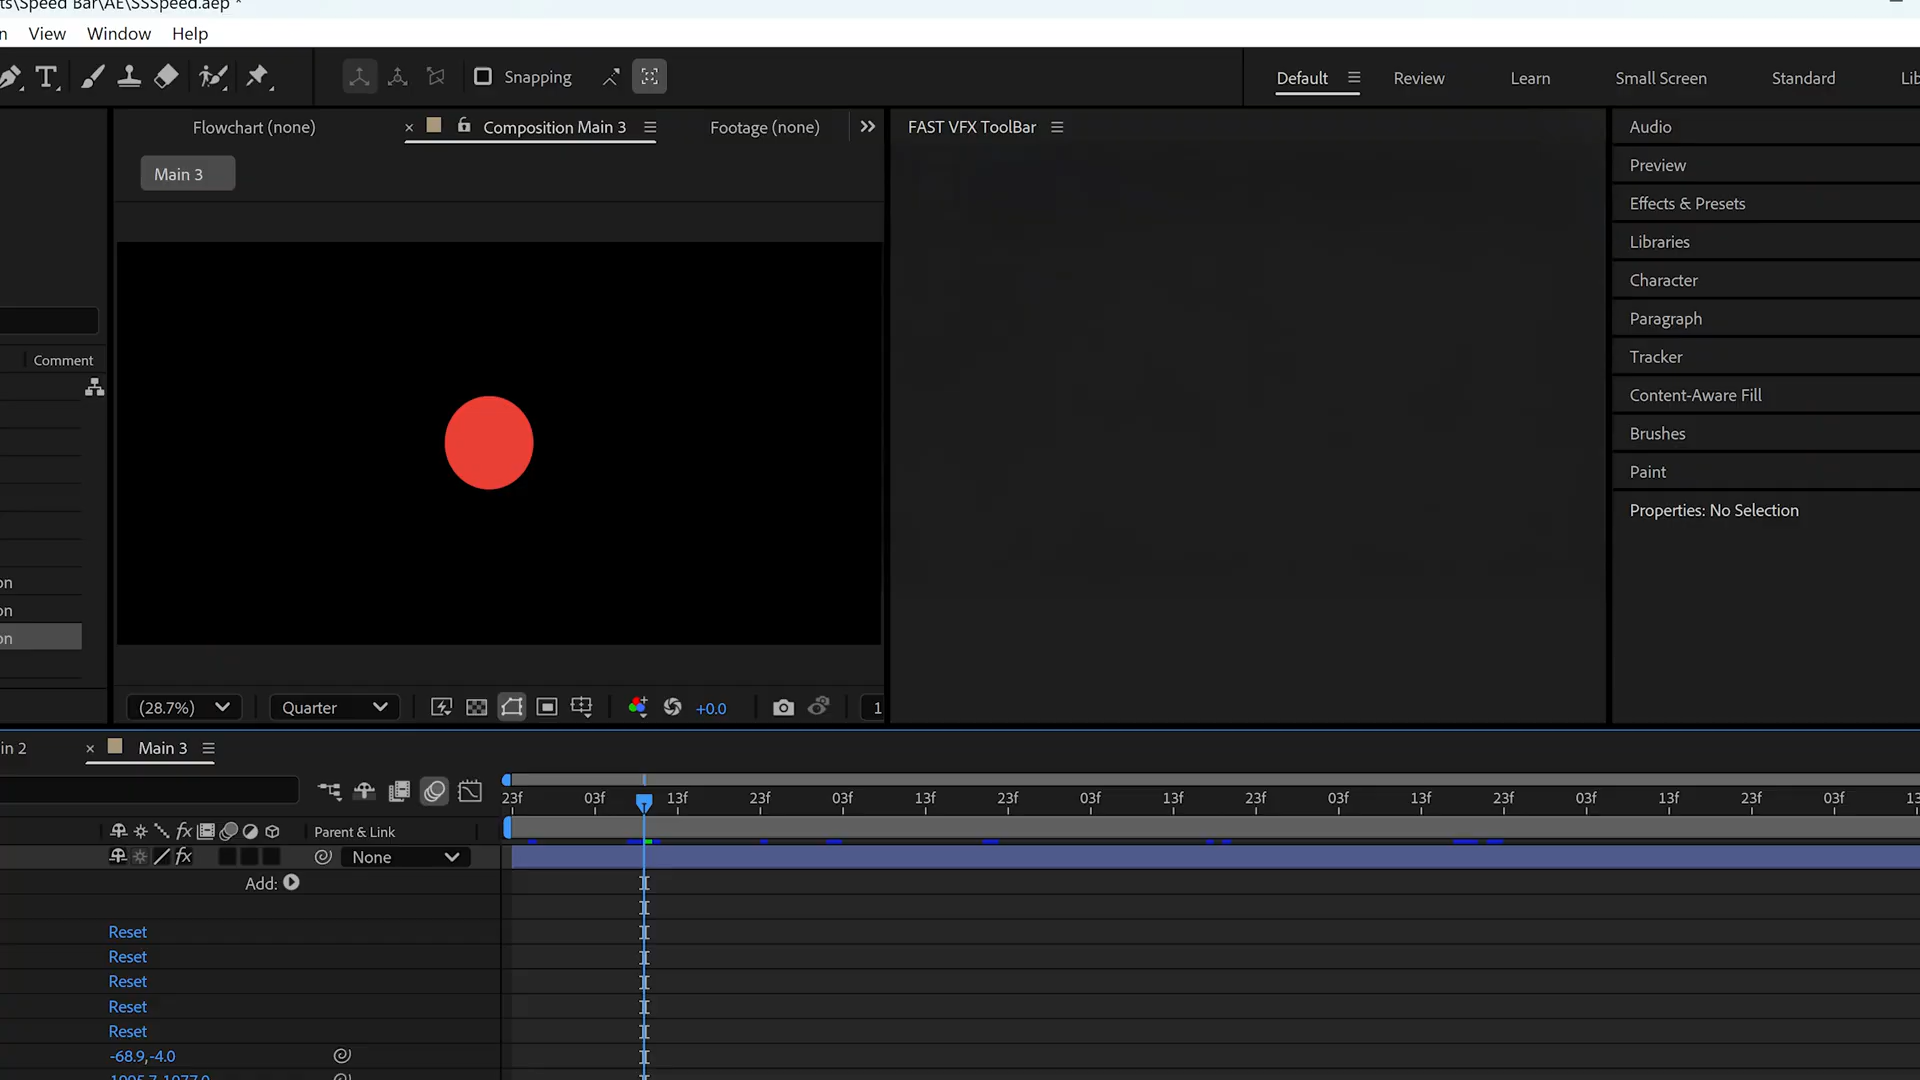 ts\Speed Bar\AE\SSSpeed.aep *
n View Window Help
T Snapping
Default Review Learn Small Screen Standard Lib
Flowchart (none) × Composition Main 3 Footage (none)
FAST VFX ToolBar
Main 3
Audio
Preview
Effects & Presets
Libraries
Character
Paragraph
Tracker
Content-Aware Fill
Brushes
Paint
Properties: No Selection
Comment
on
on
on
(28.7%) Quarter +0.0 1
in 2 × Main 3
23f 03f 13f 23f 03f 13f 23f 03f 13f 23f 03f 13f 23f 03f 13f 23f 03f 13
fx Parent & Link
fx None
Add:
Reset
Reset
Reset
Reset
Reset
-68.9,-4.0